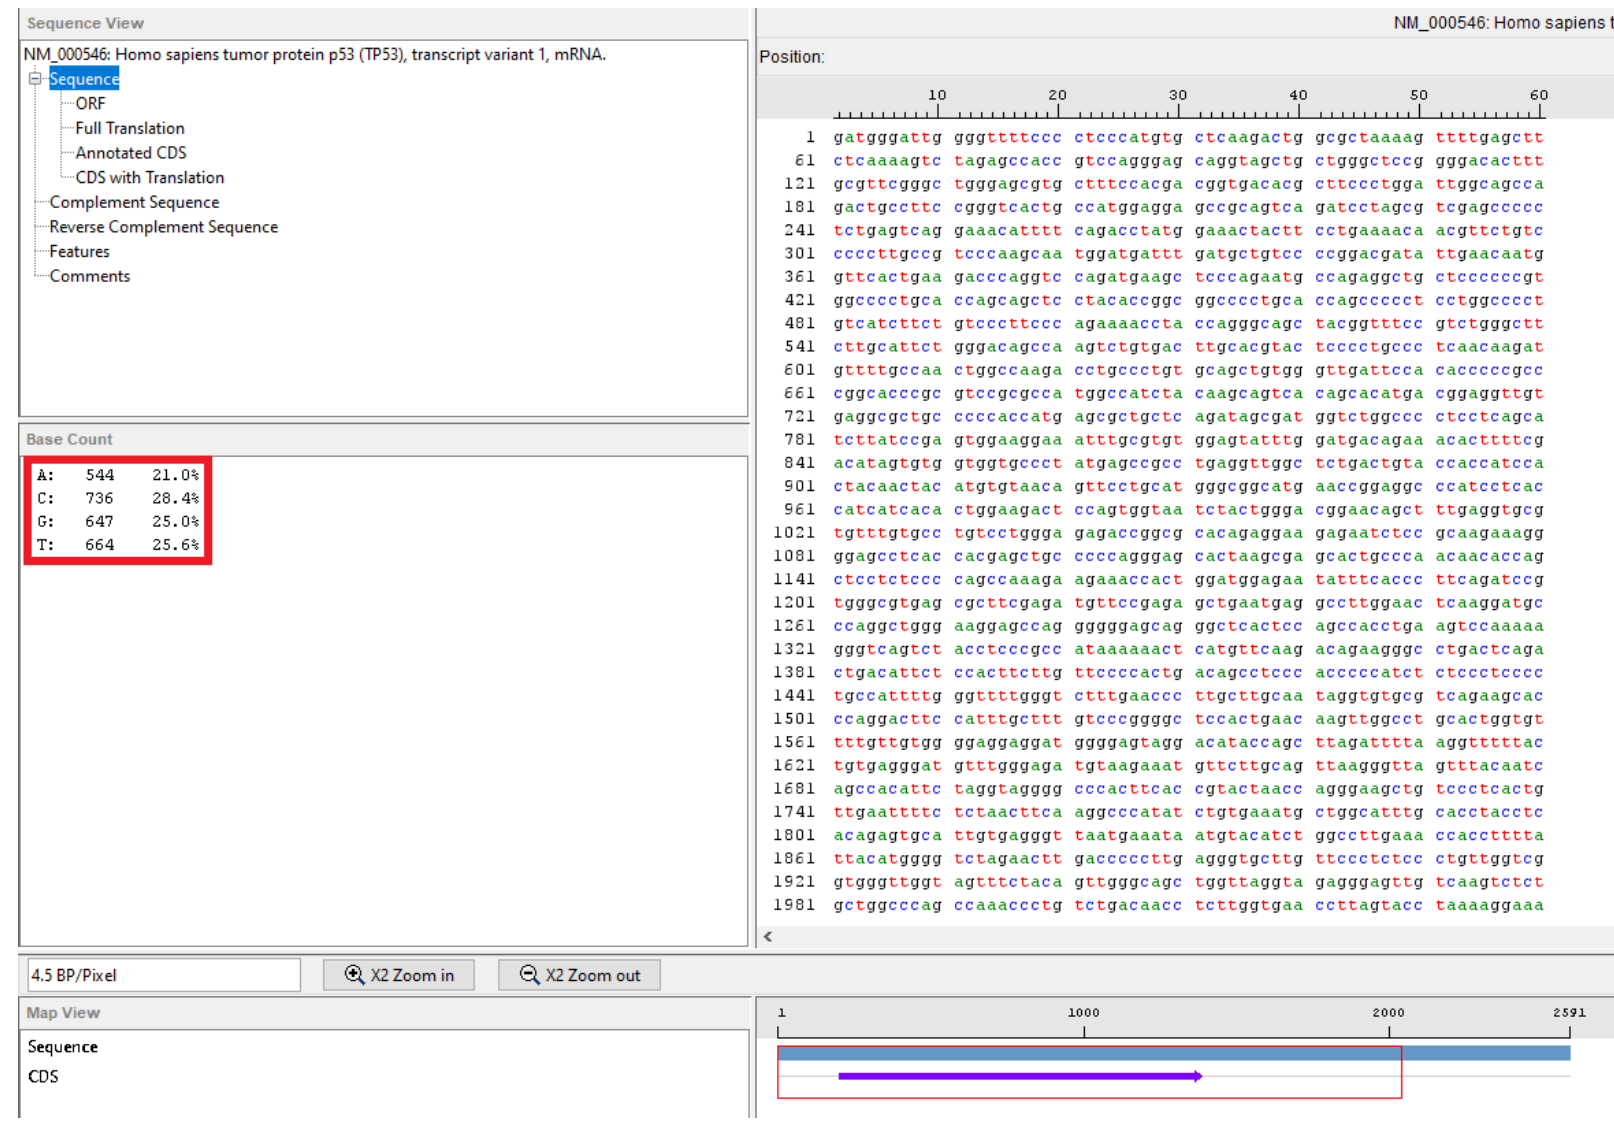 Sequence View
NM_000546: Homo sapiens tumor protein p53 (TP53), transcript variant 1, mRNA.
Sequence
ORF
Full Translation
Annotated CDS
CDS with Translation
Complement Sequence
Reverse Complement Sequence
Features
Comments
Base Count
A: 544 21.0%
C: 736 28.4%
G: 647 25.0%
T: 664 25.6%
NM_000546: Homo sapiens t
Position:
10 20 30 40 50 60
1 gatgggattg gggttttccc ctcccatgtg ctcaagactg gcgctaaaag ttttgagctt
61 ctcaaaagtc tagagccacc gtccagggag caggtagctg ctgggctccg gggacacttt
121 gcgttcgggc tgggagcgtg ctttccacga cggtgacacg cttccctgga ttggcagcca
181 gactgccttc cgggtcactg ccatggagga gccgcagtca gatcctagcg tcgagccccc
241 tctgagtcag gaaacatttt cagacctatg gaaactactt cctgaaaaca acgttctgtc
301 ccccttgccg tcccaagcaa tggatgattt gatgctgtcc ccggacgata ttgaacaatg
361 gttcactgaa gacccaggtc cagatgaagc tcccagaatg ccagaggctg ctccccccgt
421 ggcccctgca ccagcagctc ctacaccggc ggcccctgca ccagccccct cctggcccct
481 gtcatcttct gtcccttccc agaaaaccta ccagggcagc tacggtttcc gtctgggctt
541 cttgcattct gggacagcca agtctgtgac ttgcacgtac tcccctgccc tcaacaagat
601 gttttgccaa ctggccaaga cctgccctgt gcagctgtgg gttgattcca cacccccgcc
661 cggcacccgc gtccgcgcca tggccatcta caagcagtca cagcacatga cggaggttgt
721 gaggcgctgc ccccaccatg agcgctgctc agatagcgat ggtctggccc ctcctcagca
781 tcttatccga gtggaaggaa atttgcgtgt ggagtatttg gatgacagaa acacttttcg
841 acatagtgtg gtggtgccct atgagccgcc tgaggttggc tctgactgta ccaccatcca
901 ctacaactac atgtgtaaca gttcctgcat gggcggcatg aaccggaggc ccatcctcac
961 catcatcaca ctggaagact ccagtggtaa tctactggga cggaacagct ttgaggtgcg
1021 tgtttgtgcc tgtcctggga gagaccggcg cacagaggaa gagaatctcc gcaagaaagg
1081 ggagcctcac cacgagctgc ccccagggag cactaagcga gcactgccca acaacaccag
1141 ctcctctccc cagccaaaga agaaaccact ggatggagaa tatttcaccc ttcagatccg
1201 tgggcgtgag cgcttcgaga tgttccgaga gctgaatgag gccttggaac tcaaggatgc
1261 ccaggctggg aaggagccag gggggagcag ggctcactcc agccacctga agtccaaaaa
1321 gggtcagtct acctcccgcc ataaaaaact catgttcaag acagaagggc ctgactcaga
1381 ctgacattct ccacttcttg ttccccactg acagcctccc acccccatct ctccctcccc
1441 tgccattttg ggttttgggt ctttgaaccc ttgcttgcaa taggtgtgcg tcagaagcac
1501 ccaggacttc catttgcttt gtcccggggc tccactgaac aagttggcct gcactggtgt
1561 tttgttgtgg ggaggaggat ggggagtagg acataccagc ttagatttta aggtttttac
1621 tgtgagggat gtttgggaga tgtaagaaat gttcttgcag ttaagggtta gtttacaatc
1681 agccacattc taggtagggg cccacttcac cgtactaacc agggaagctg tccctcactg
1741 ttgaattttc tctaacttca aggcccatat ctgtgaaatg ctggcatttg cacctacctc
1801 acagagtgca ttgtgagggt taatgaaata atgtacatct ggccttgaaa ccacctttta
1861 ttacatgggg tctagaactt gacccccttg agggtgcttg ttccctctcc ctgttggtcg
1921 gtgggttggt agtttctaca gttgggcagc tggttaggta gagggagttg tcaagtctct
1981 gctggcccag ccaaaccctg tctgacaacc tcttggtgaa ccttagtacc taaaaggaaa
4.5 BP/Pixel X2 Zoom in X2 Zoom out
Map View
Sequence
CDS
1 1000 2000 2591